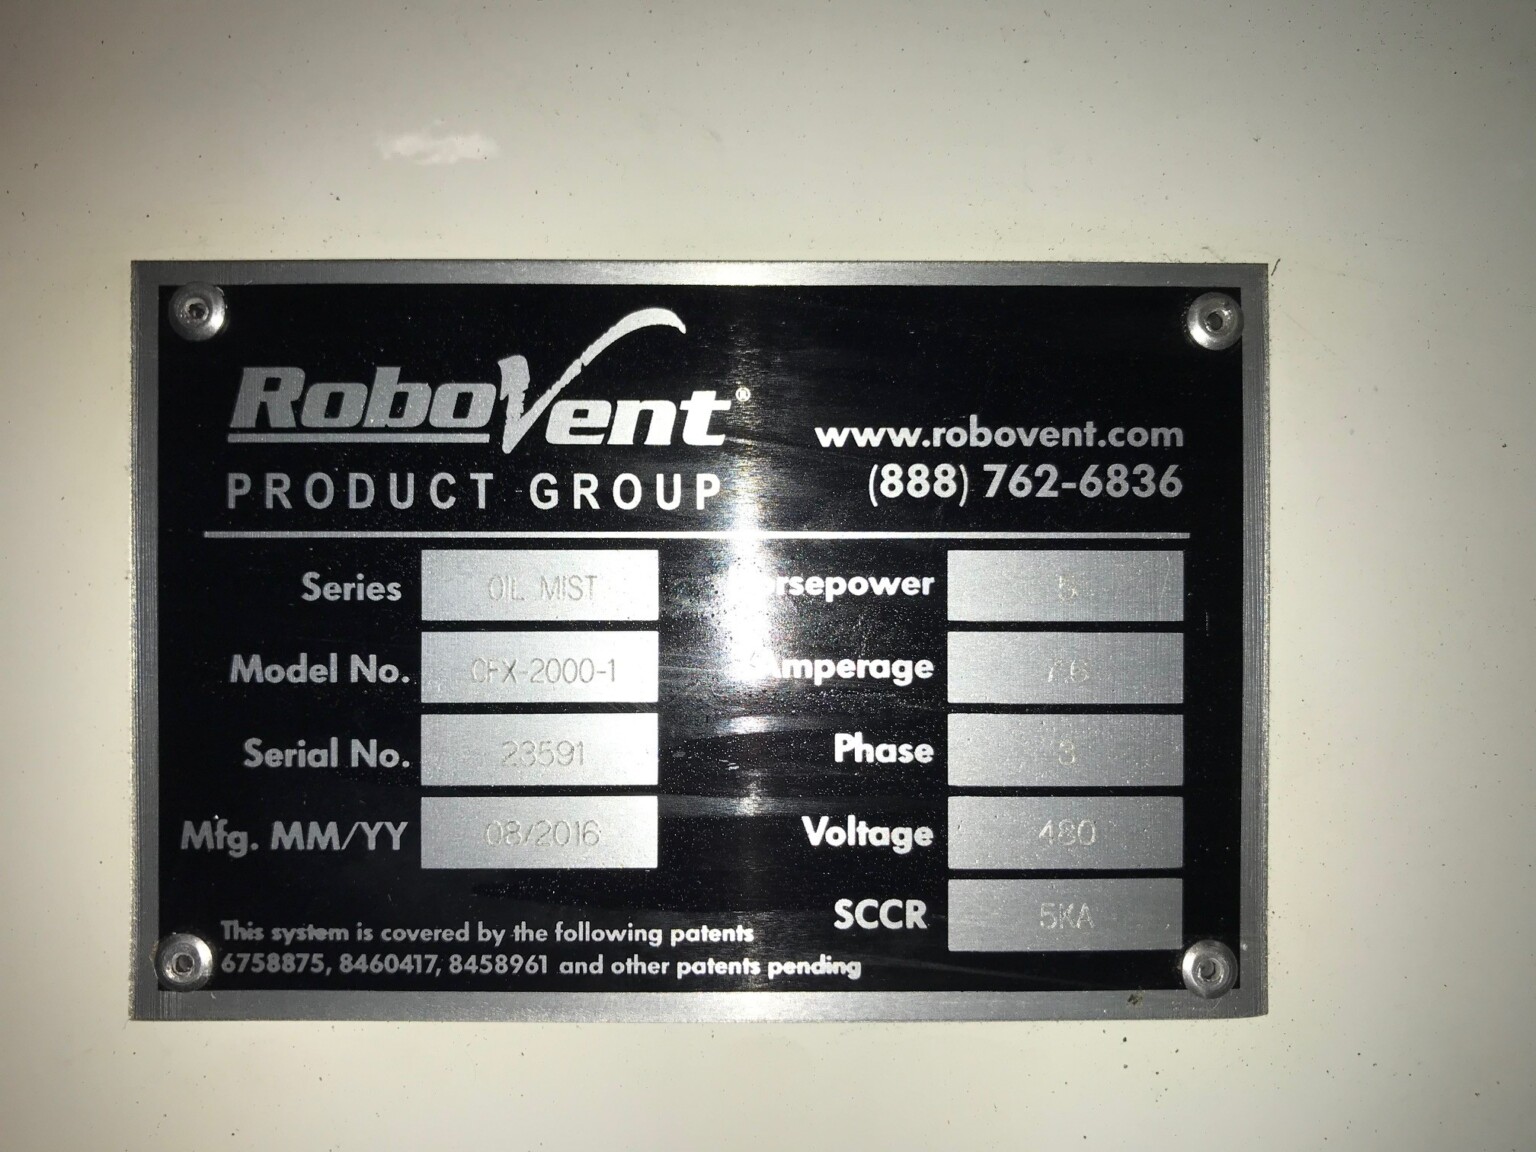 RoboVent®
PRODUCT GROUP
www.robovent.com
(888) 762-6836
Series OIL MIST
Model No. CFX-2000-1
Serial No. 23591
Mfg. MM/YY 08/2016
Horsepower 5
Amperage 7.6
Phase 3
Voltage 480
SCCR 5KA
This system is covered by the following patents
6758875, 8460417, 8458961 and other patents pending